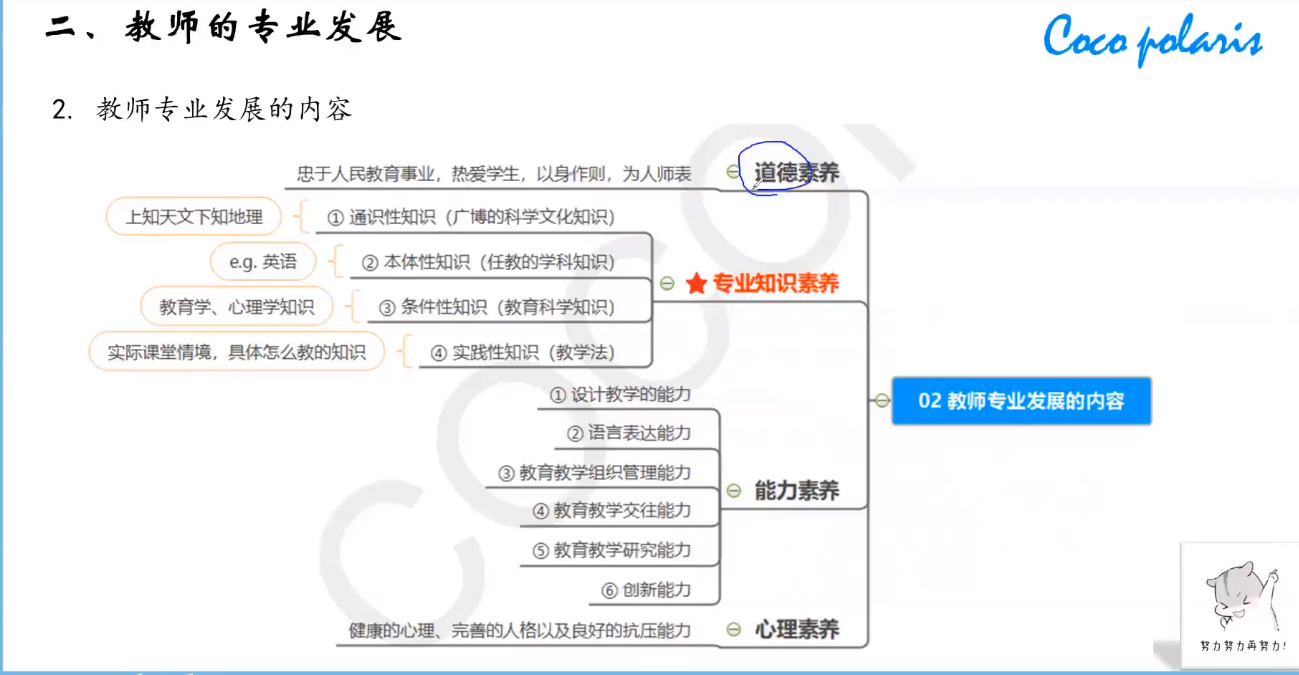 二、教师的专业发展
Coco polaris
2. 教师专业发展的内容
忠于人民教育事业，热爱学生，以身作则，为人师表
道德素养
上知天文下知地理
① 通识性知识（广博的科学文化知识）
e.g. 英语
② 本体性知识（任教的学科知识）
★ 专业知识素养
教育学、心理学知识
③ 条件性知识（教育科学知识）
实际课堂情境，具体怎么教的知识
④ 实践性知识（教学法）
02 教师专业发展的内容
① 设计教学的能力
② 语言表达能力
③ 教育教学组织管理能力
能力素养
④ 教育教学交往能力
⑤ 教育教学研究能力
⑥ 创新能力
健康的心理、完善的人格以及良好的抗压能力
心理素养
努力努力再努力！